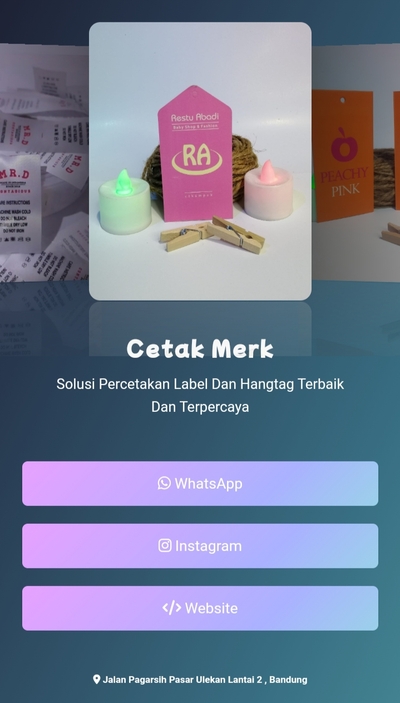 Restu Abadi
Baby Shop & Fashion
RA
M.R.D
PEACHY
PINK
Cetak Merk
Solusi Percetakan Label Dan Hangtag Terbaik
Dan Terpercaya
WhatsApp
Instagram
Website
Jalan Pagarsih Pasar Ulekan Lantai 2 , Bandung